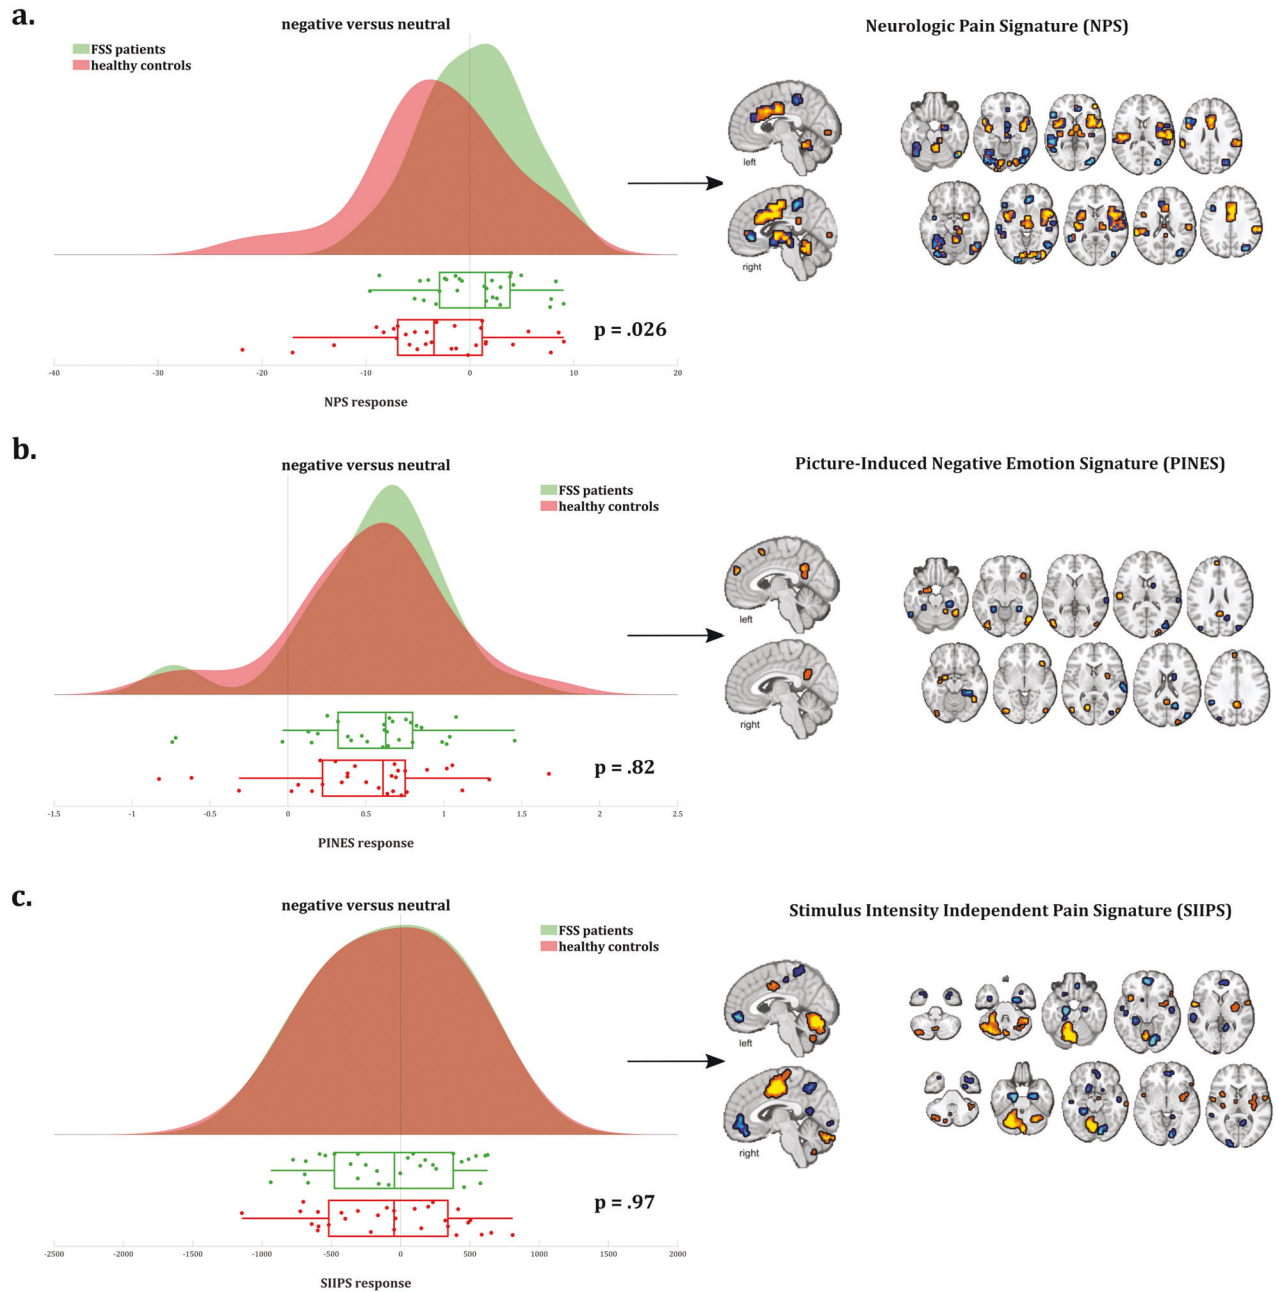 a.
negative versus neutral
Neurologic Pain Signature (NPS)
FSS patients
healthy controls
left
right
p = .026
-40 -30 -20 -10 0 10 20
NPS response
b.
negative versus neutral
Picture-Induced Negative Emotion Signature (PINES)
FSS patients
healthy controls
left
right
p = .82
-1.5 -1 -0.5 0 0.5 1 1.5 2 2.5
PINES response
c.
negative versus neutral
Stimulus Intensity Independent Pain Signature (SIIPS)
FSS patients
healthy controls
left
right
p = .97
-2500 -2000 -1500 -1000 -500 0 500 1000 1500 2000
SIIPS response